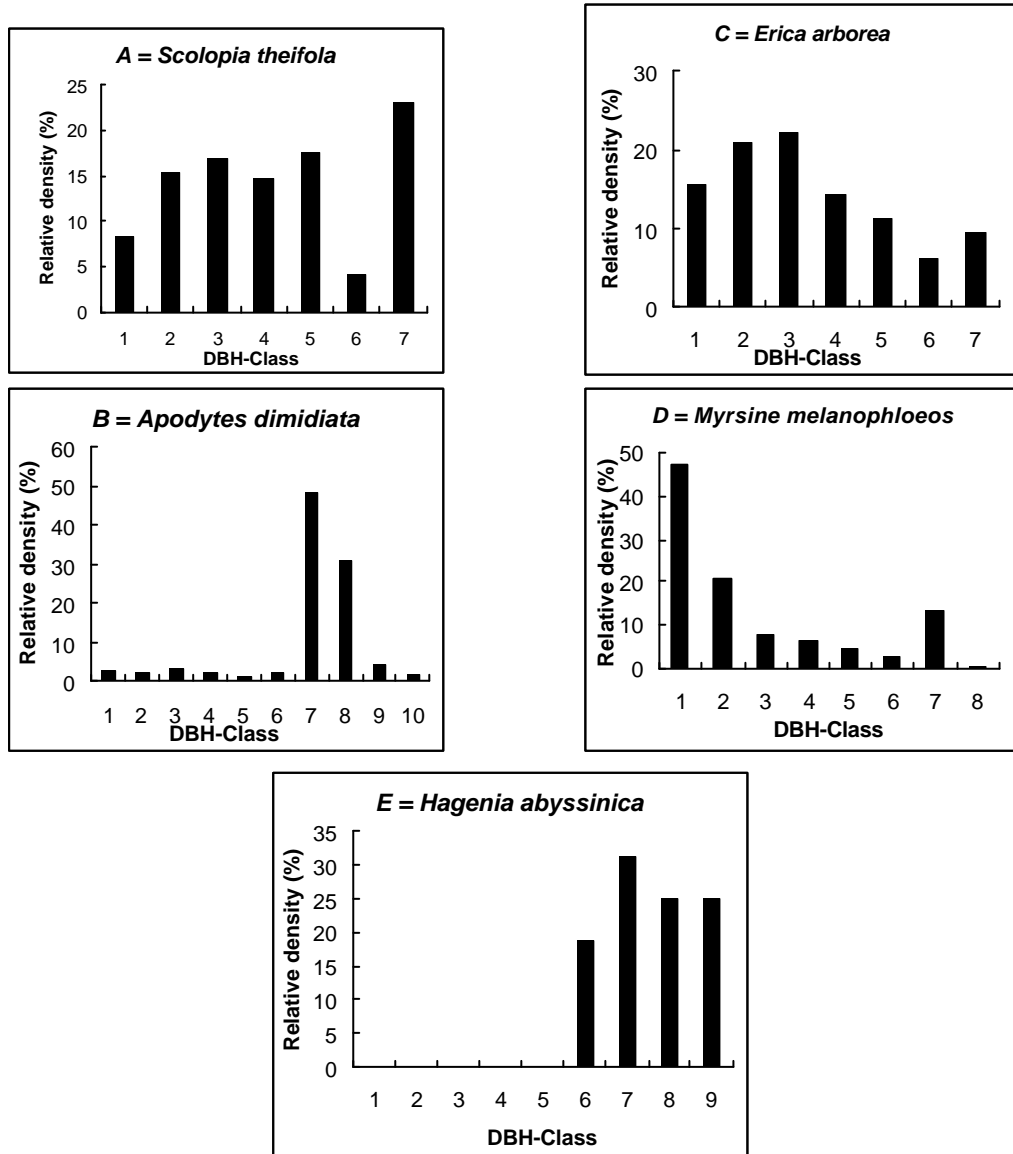 A = Scolopia theifola
Relative density (%)
25
20
15
10
5
0
1 2 3 4 5 6 7
DBH-Class
C = Erica arborea
Relative density (%)
30
20
10
0
1 2 3 4 5 6 7
DBH-Class
B = Apodytes dimidiata
Relative density (%)
60
50
40
30
20
10
0
1 2 3 4 5 6 7 8 9 10
DBH-Class
D = Myrsine melanophloeos
Relative density (%)
50
40
30
20
10
0
1 2 3 4 5 6 7 8
DBH-Class
E = Hagenia abyssinica
Relative density (%)
35
30
25
20
15
10
5
0
1 2 3 4 5 6 7 8 9
DBH-Class